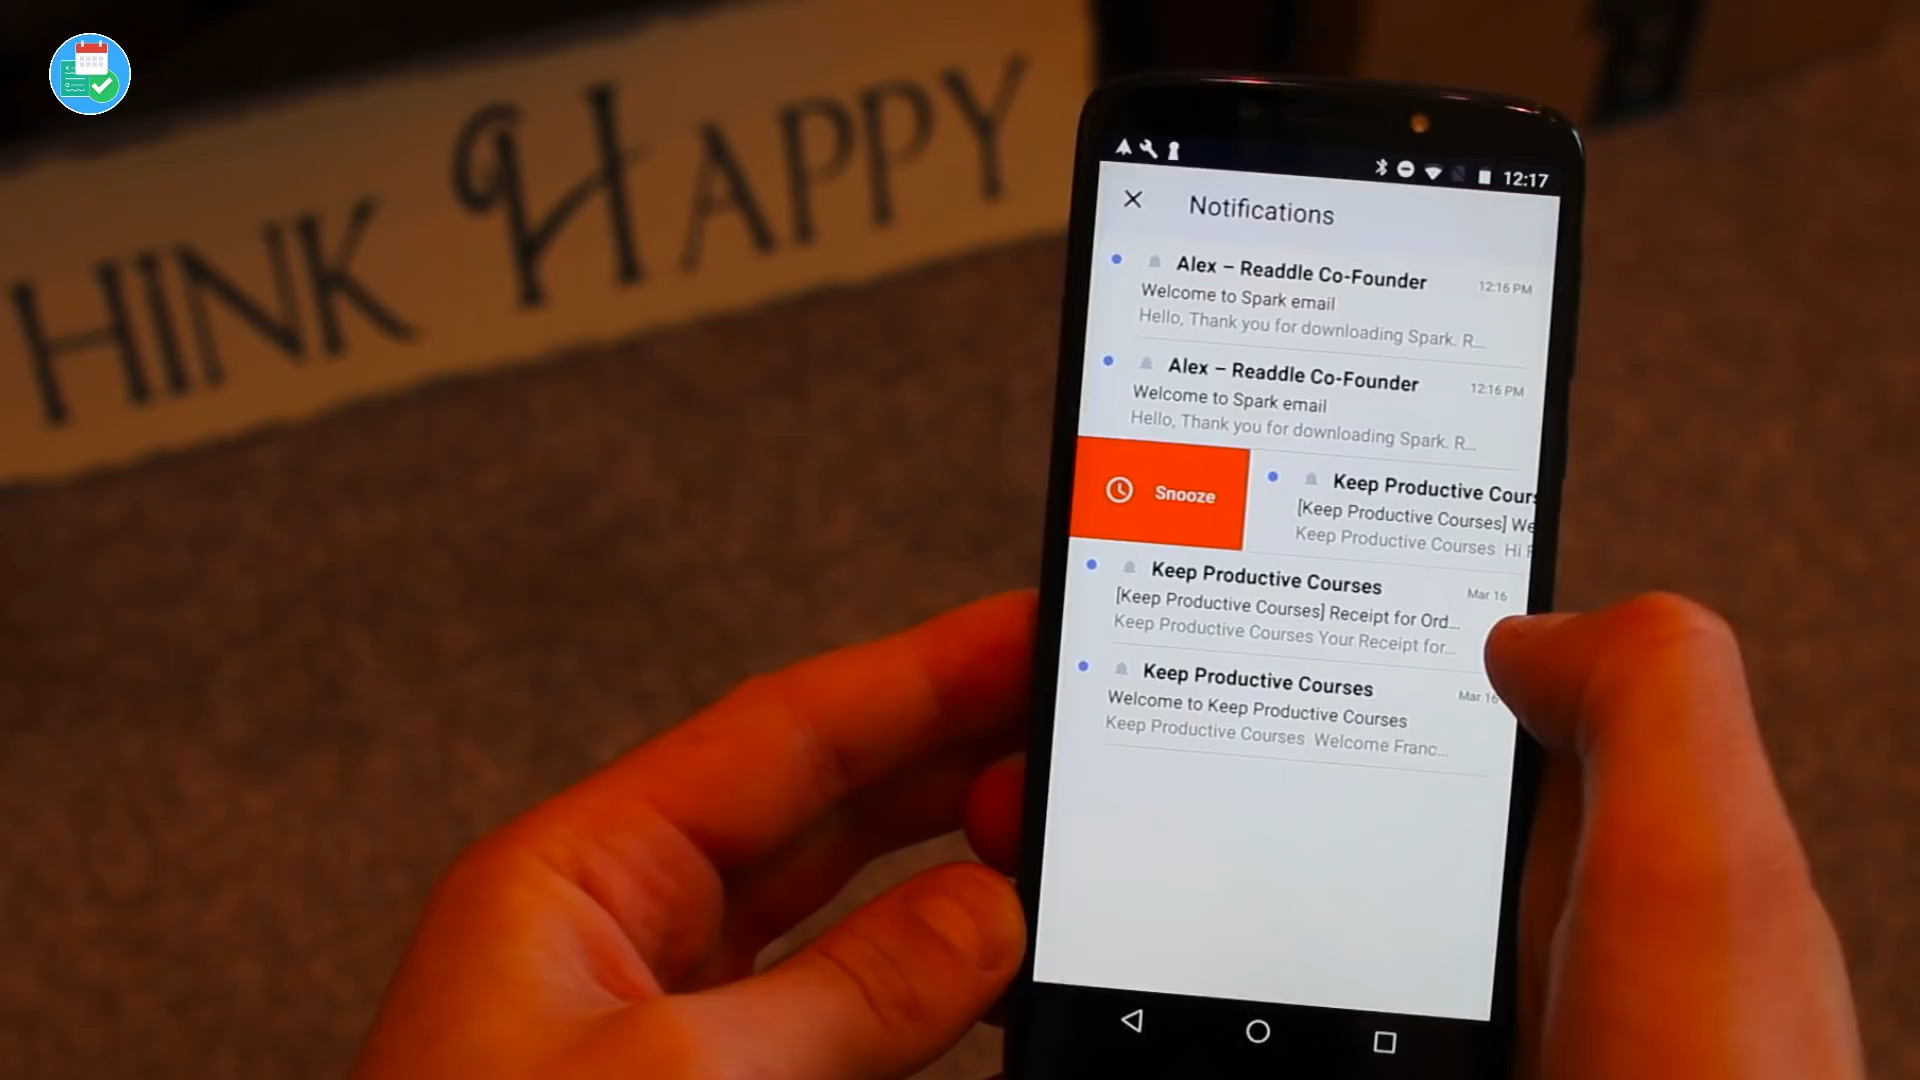 HINK HAPPY
12:17
Notifications
Alex – Readdle Co-Founder 12:16 PM
Welcome to Spark email
Hello, Thank you for downloading Spark. R...
Alex – Readdle Co-Founder 12:16 PM
Welcome to Spark email
Hello, Thank you for downloading Spark. R...
Snooze
Keep Productive Cours
[Keep Productive Courses] We
Keep Productive Courses Hi
Keep Productive Courses Mar 16
[Keep Productive Courses] Receipt for Ord...
Keep Productive Courses Your Receipt for...
Keep Productive Courses Mar 16
Welcome to Keep Productive Courses
Keep Productive Courses Welcome Franc...